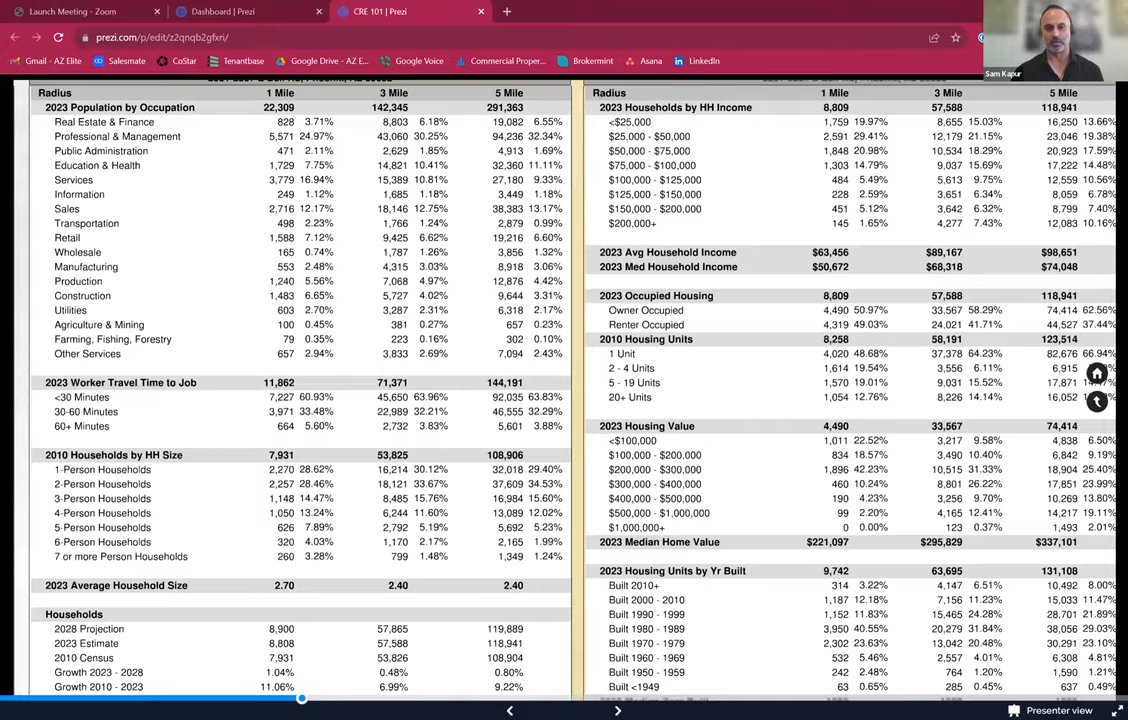 Launch Meeting - Zoom
Dashboard | Prezi
CRE 101 | Prezi
prezi.com/p/edit/z2qnqb2gfxri/
Gmail - AZ Elite
Salesmate
CoStar
Tenantbase
Google Drive - AZ E...
Google Voice
Commercial Proper...
Brokermint
Asana
LinkedIn
Sam Kapur
Radius 1 Mile 3 Mile 5 Mile
2023 Population by Occupation 22,309 142,345 291,363
Real Estate & Finance 828 3.71% 8,803 6.18% 19,082 6.55%
Professional & Management 5,571 24.97% 43,060 30.25% 94,236 32.34%
Public Administration 471 2.11% 2,629 1.85% 4,913 1.69%
Education & Health 1,729 7.75% 14,821 10.41% 32,360 11.11%
Services 3,779 16.94% 15,389 10.81% 27,180 9.33%
Information 249 1.12% 1,685 1.18% 3,449 1.18%
Sales 2,716 12.17% 18,146 12.75% 38,383 13.17%
Transportation 498 2.23% 1,766 1.24% 2,879 0.99%
Retail 1,588 7.12% 9,425 6.62% 19,216 6.60%
Wholesale 165 0.74% 1,787 1.26% 3,856 1.32%
Manufacturing 553 2.48% 4,315 3.03% 8,918 3.06%
Production 1,240 5.56% 7,068 4.97% 12,876 4.42%
Construction 1,483 6.65% 5,727 4.02% 9,644 3.31%
Utilities 603 2.70% 3,287 2.31% 6,318 2.17%
Agriculture & Mining 100 0.45% 381 0.27% 657 0.23%
Farming, Fishing, Forestry 79 0.35% 223 0.16% 302 0.10%
Other Services 657 2.94% 3,833 2.69% 7,094 2.43%
2023 Worker Travel Time to Job 11,862 71,371 144,191
<30 Minutes 7,227 60.93% 45,650 63.96% 92,035 63.83%
30-60 Minutes 3,971 33.48% 22,989 32.21% 46,555 32.29%
60+ Minutes 664 5.60% 2,732 3.83% 5,601 3.88%
2010 Households by HH Size 7,931 53,825 108,906
1-Person Households 2,270 28.62% 16,214 30.12% 32,018 29.40%
2-Person Households 2,257 28.46% 18,121 33.67% 37,609 34.53%
3-Person Households 1,148 14.47% 8,485 15.76% 16,984 15.60%
4-Person Households 1,050 13.24% 6,244 11.60% 13,089 12.02%
5-Person Households 626 7.89% 2,792 5.19% 5,692 5.23%
6-Person Households 320 4.03% 1,170 2.17% 2,165 1.99%
7 or more Person Households 260 3.28% 799 1.48% 1,349 1.24%
2023 Average Household Size 2.70 2.40 2.40
Households
2028 Projection 8,900 57,865 119,889
2023 Estimate 8,808 57,588 118,941
2010 Census 7,931 53,826 108,904
Growth 2023 - 2028 1.04% 0.48% 0.80%
Growth 2010 - 2023 11.06% 6.99% 9.22%
Radius 1 Mile 3 Mile 5 Mile
2023 Households by HH Income 8,809 57,588 118,941
<$25,000 1,759 19.97% 8,655 15.03% 16,250 13.66%
$25,000 - $50,000 2,591 29.41% 12,179 21.15% 23,046 19.38%
$50,000 - $75,000 1,848 20.98% 10,534 18.29% 20,923 17.59%
$75,000 - $100,000 1,303 14.79% 9,037 15.69% 17,222 14.48%
$100,000 - $125,000 484 5.49% 5,613 9.75% 12,559 10.56%
$125,000 - $150,000 228 2.59% 3,651 6.34% 8,059 6.78%
$150,000 - $200,000 451 5.12% 3,642 6.32% 8,799 7.40%
$200,000+ 145 1.65% 4,277 7.43% 12,083 10.16%
2023 Avg Household Income $63,456 $89,167 $98,651
2023 Med Household Income $50,672 $68,318 $74,048
2023 Occupied Housing 8,809 57,588 118,941
Owner Occupied 4,490 50.97% 33,567 58.29% 74,414 62.56%
Renter Occupied 4,319 49.03% 24,021 41.71% 44,527 37.44%
2010 Housing Units 8,258 58,191 123,514
1 Unit 4,020 48.68% 37,378 64.23% 82,676 66.94%
2 - 4 Units 1,614 19.54% 3,556 6.11% 6,915
5 - 19 Units 1,570 19.01% 9,031 15.52% 17,871
20+ Units 1,054 12.76% 8,226 14.14% 16,052
2023 Housing Value 4,490 33,567 74,414
<$100,000 1,011 22.52% 3,217 9.58% 4,838 6.50%
$100,000 - $200,000 834 18.57% 3,490 10.40% 6,842 9.19%
$200,000 - $300,000 1,896 42.23% 10,515 31.33% 18,904 25.40%
$300,000 - $400,000 460 10.24% 8,801 26.22% 17,851 23.99%
$400,000 - $500,000 190 4.23% 3,256 9.70% 10,269 13.80%
$500,000 - $1,000,000 99 2.20% 4,165 12.41% 14,217 19.11%
$1,000,000+ 0 0.00% 123 0.37% 1,493 2.01%
2023 Median Home Value $221,097 $295,829 $337,101
2023 Housing Units by Yr Built 9,742 63,695 131,108
Built 2010+ 314 3.22% 4,147 6.51% 10,492 8.00%
Built 2000 - 2010 1,187 12.18% 7,156 11.23% 15,033 11.47%
Built 1990 - 1999 1,152 11.83% 15,465 24.28% 28,701 21.89%
Built 1980 - 1989 3,950 40.55% 20,279 31.84% 38,056 29.03%
Built 1970 - 1979 2,302 23.63% 13,042 20.48% 30,291 23.10%
Built 1960 - 1969 532 5.46% 2,557 4.01% 6,308 4.81%
Built 1950 - 1959 242 2.48% 764 1.20% 1,590 1.21%
Built <1949 63 0.65% 285 0.45% 637 0.49%
Presenter view